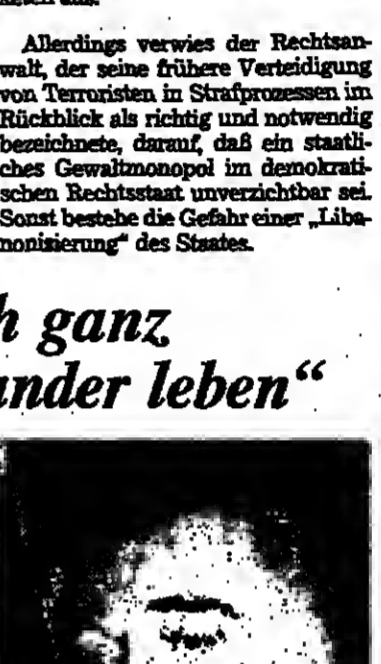 Allerdings verwies der Rechtsan-
walt, der seine frühere Verteidigung
von Terroristen in Strafprozessen im
Rückblick als richtig und notwendig
bezeichnete, darauf, daß ein staatli-
ches Gewaltmonopol im demokrati-
schen Rechtsstaat unverzichtbar sei.
Sonst bestehe die Gefahr einer „Liba-
nonisierung“ des Staates.
h ganz
ander leben“